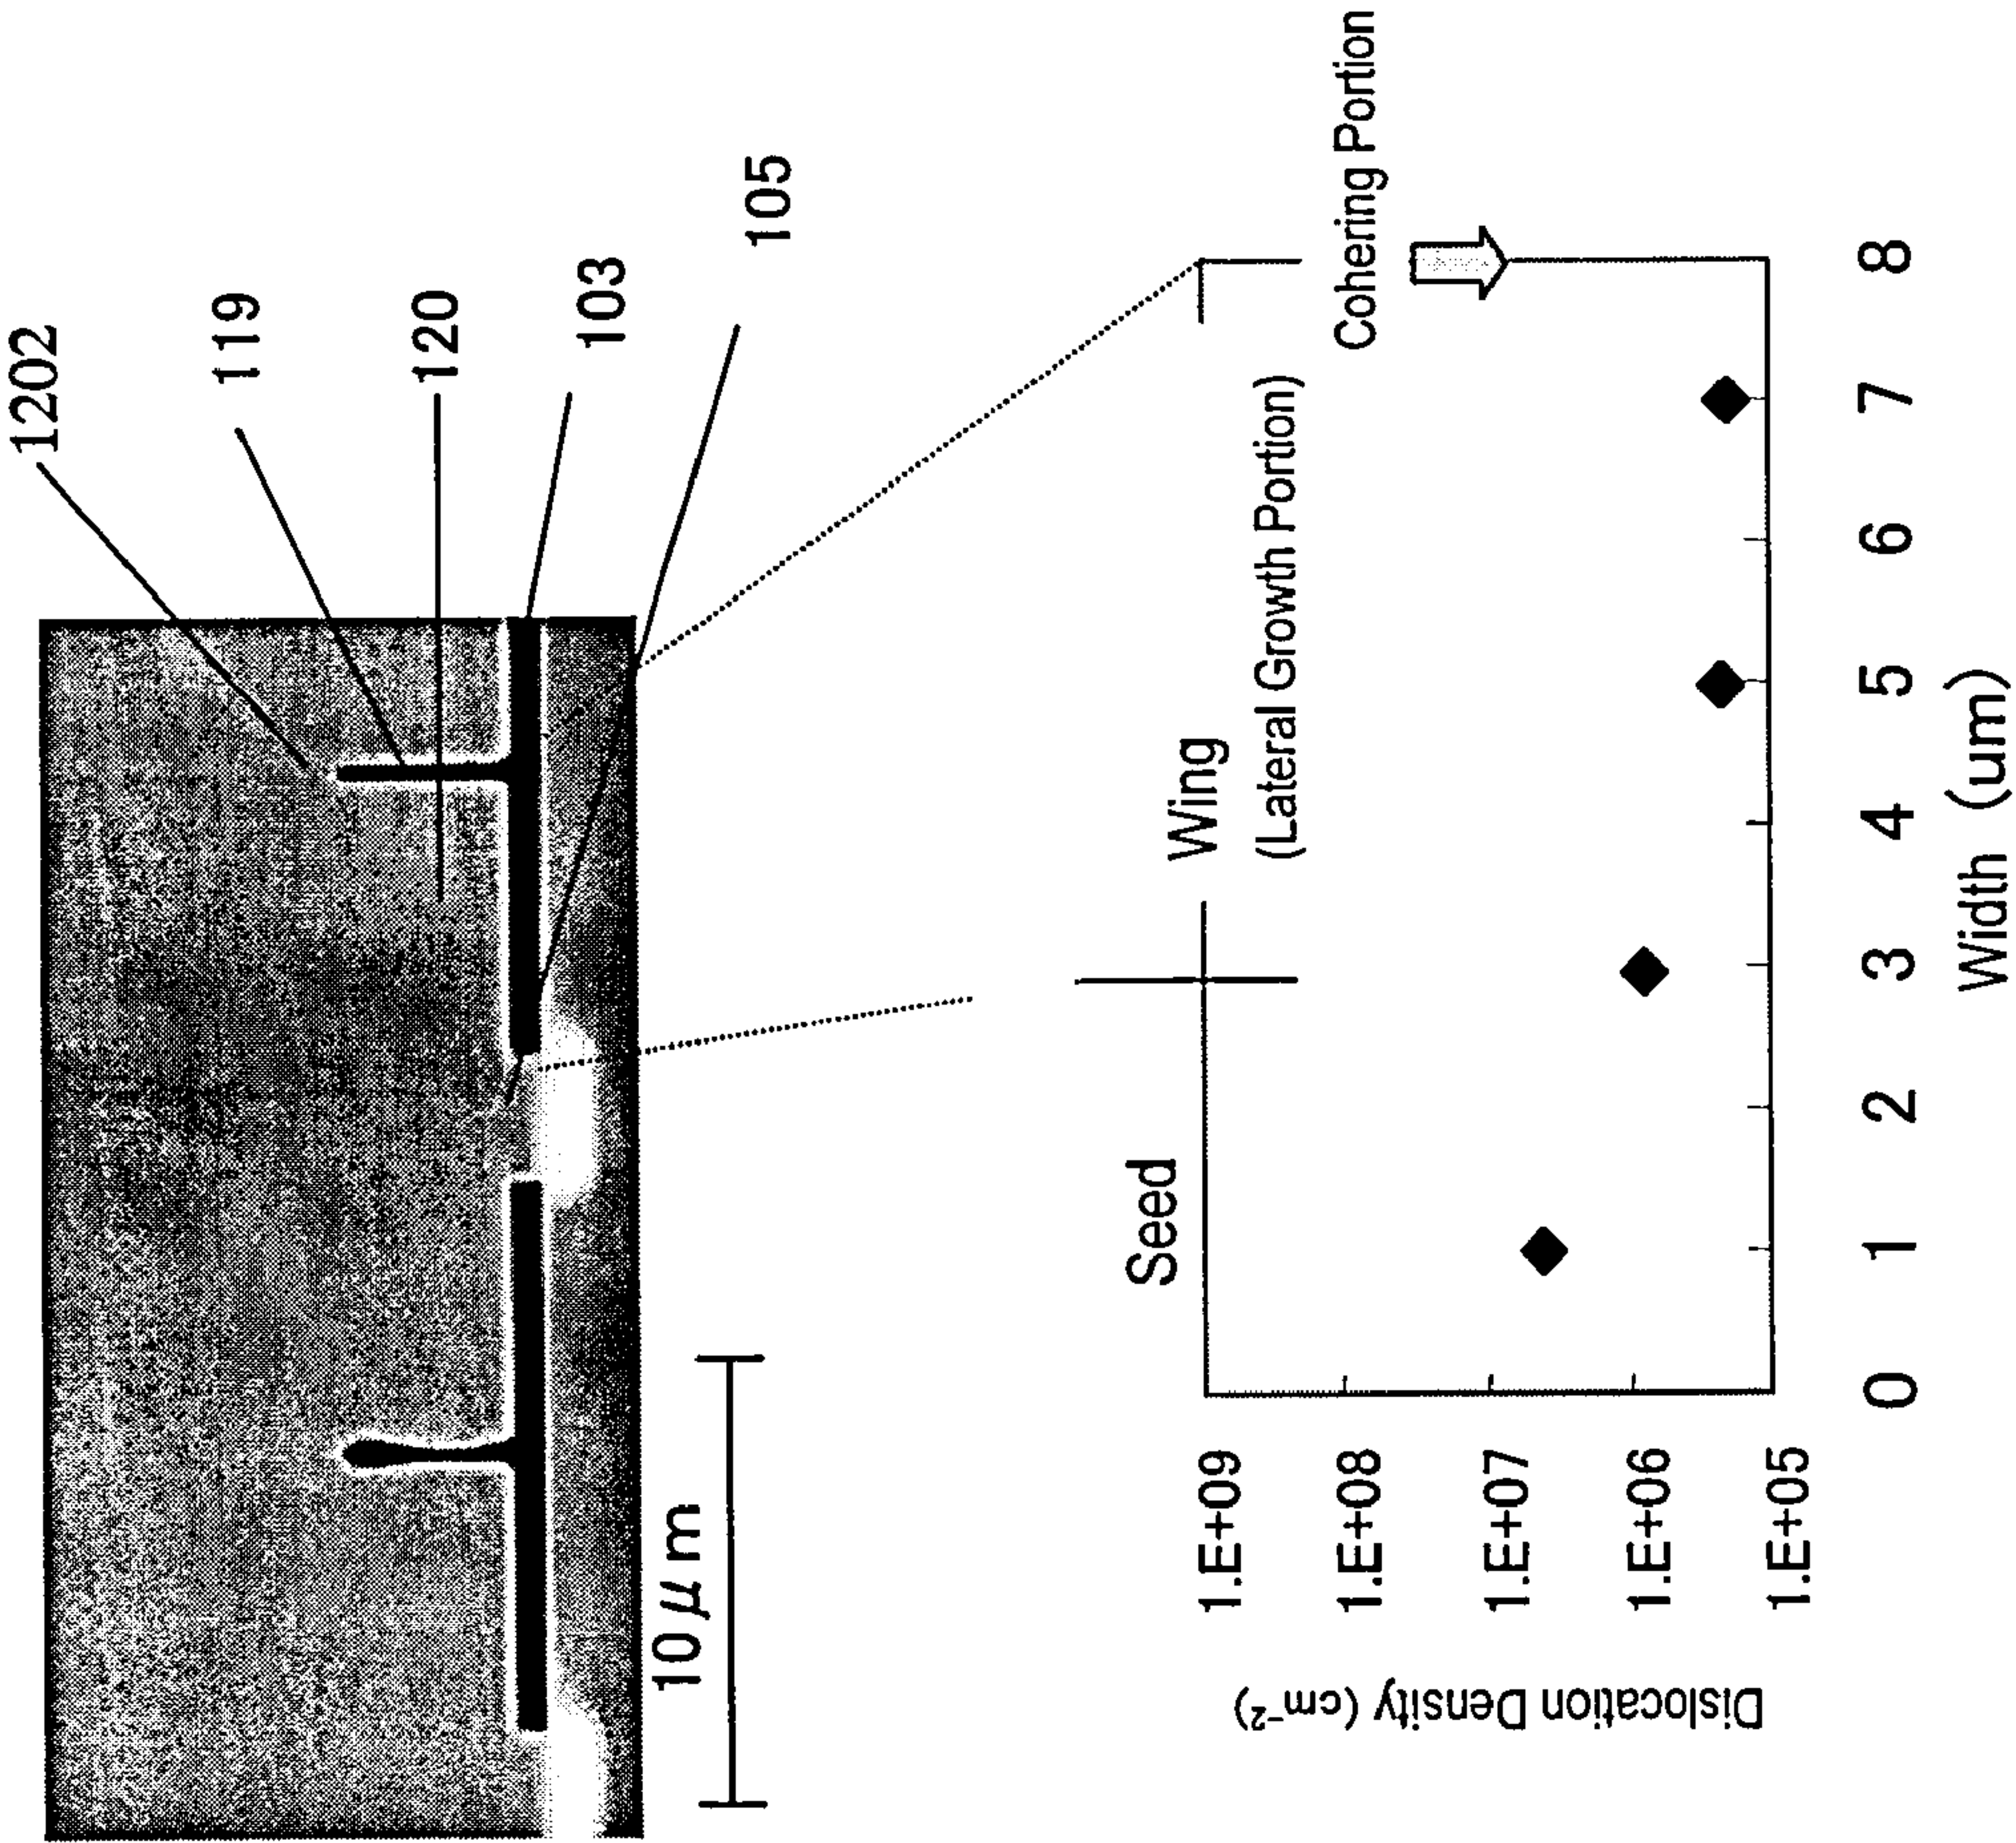 1202
119
120
103
105
10μm
Seed
Wing
(Lateral Growth Portion)
Cohering Portion
Dislocation Density (cm⁻²)
1.E+09
1.E+08
1.E+07
1.E+06
1.E+05
0 1 2 3 4 5 6 7 8
Width (um)